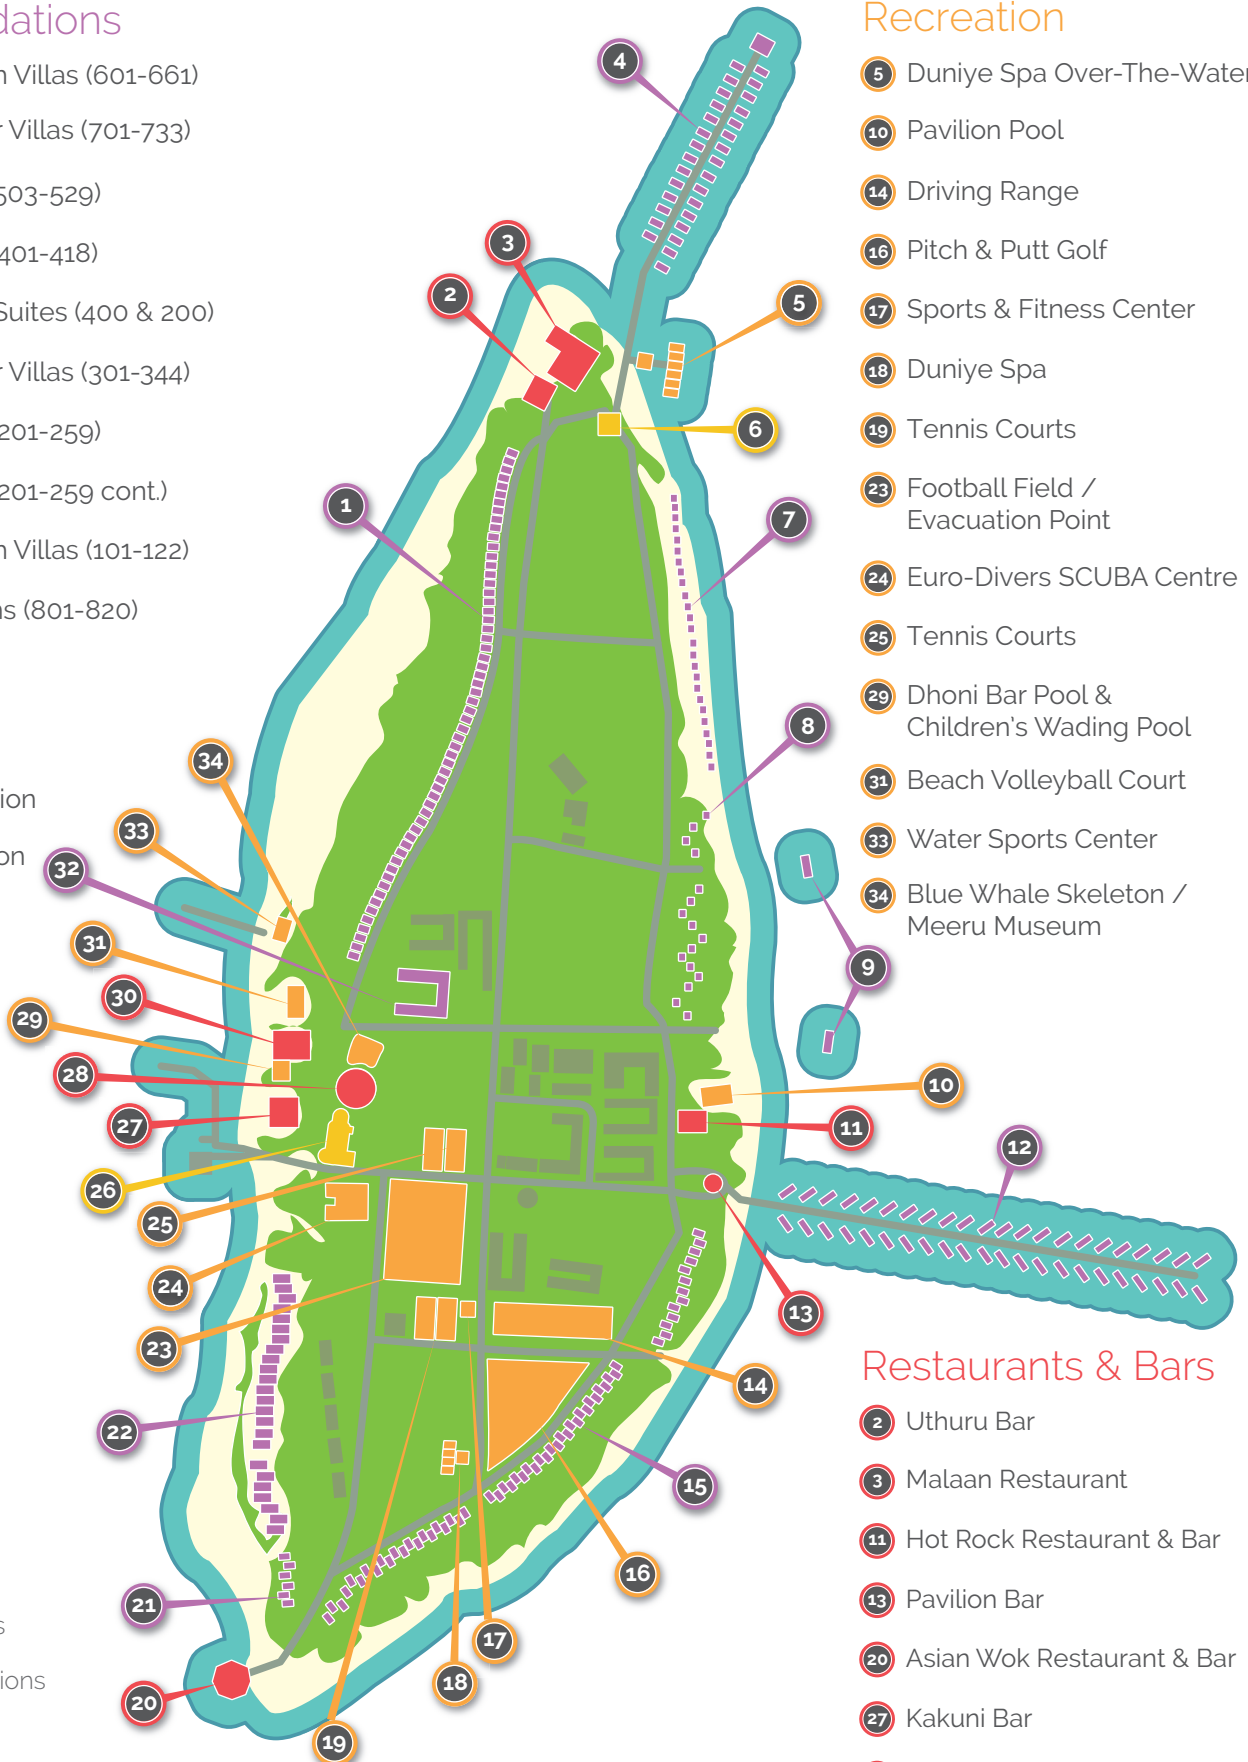 dations
n Villas (601-661)
r Villas (701-733)
503-529)
401-418)
Suites (400 & 200)
r Villas (301-344)
201-259)
201-259 cont.)
n Villas (101-122)
ns (801-820)
ion
on
s
ions
4
3
2
5
6
1
7
8
34
33
32
9
31
30
29
28
10
27
11
12
26
25
24
13
23
14
22
15
16
21
17
18
20
19
Recreation
5 Duniye Spa Over-The-Water
10 Pavilion Pool
14 Driving Range
16 Pitch & Putt Golf
17 Sports & Fitness Center
18 Duniye Spa
19 Tennis Courts
23 Football Field /
Evacuation Point
24 Euro-Divers SCUBA Centre
25 Tennis Courts
29 Dhoni Bar Pool &
Children's Wading Pool
31 Beach Volleyball Court
33 Water Sports Center
34 Blue Whale Skeleton /
Meeru Museum
Restaurants & Bars
2 Uthuru Bar
3 Malaan Restaurant
11 Hot Rock Restaurant & Bar
13 Pavilion Bar
20 Asian Wok Restaurant & Bar
27 Kakuni Bar